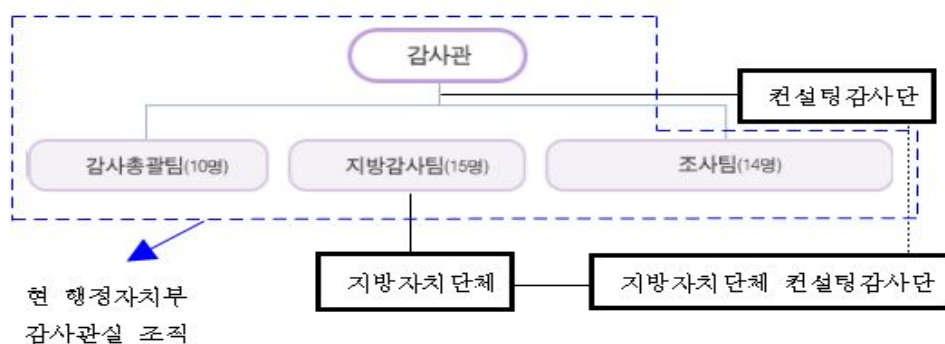 감사관
컨설팅감사단
감사총괄팀(10명)
지방감사팀(15명)
조사팀(14명)
지방자치단체
지방자치단체 컨설팅감사단
현 행정자치부
감사관실 조직